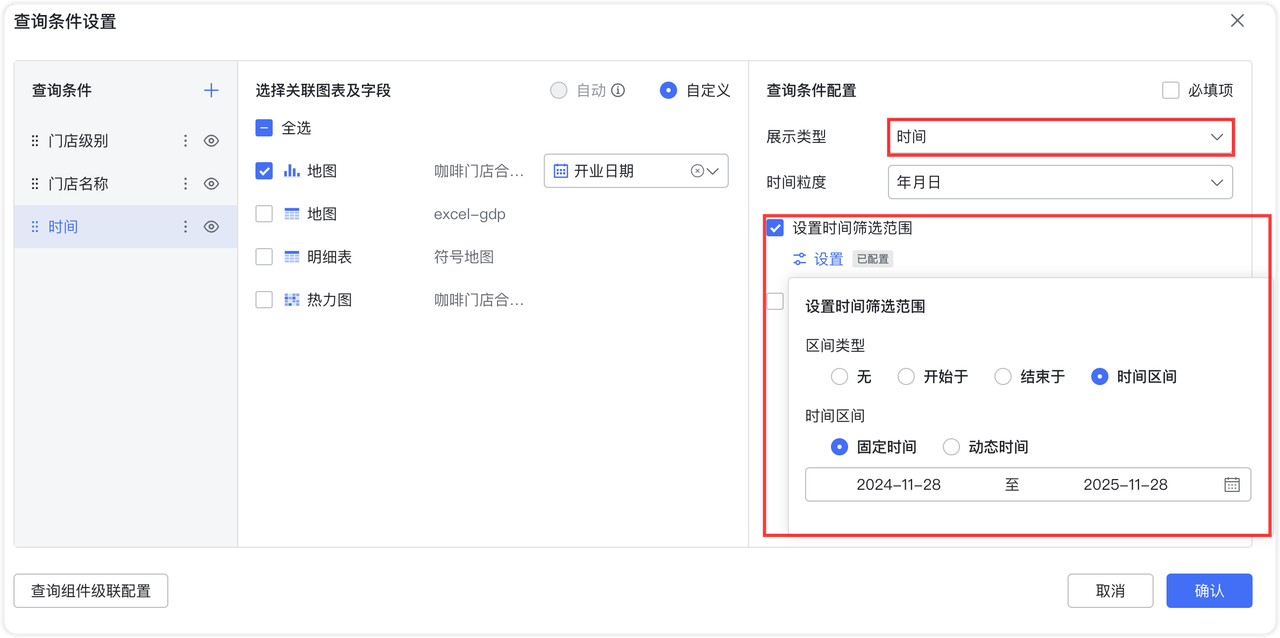 查询条件设置
查询条件
门店级别
门店名称
时间
选择关联图表及字段
自动
自定义
全选
地图 咖啡门店合... 开业日期
地图 excel-gdp
明细表 符号地图
热力图 咖啡门店合...
查询条件配置 必填项
展示类型 时间
时间粒度 年月日
设置时间筛选范围
设置 已配置
设置时间筛选范围
区间类型
无 开始于 结束于 时间区间
时间区间
固定时间 动态时间
2024-11-28 至 2025-11-28
查询组件级联配置
取消 确认